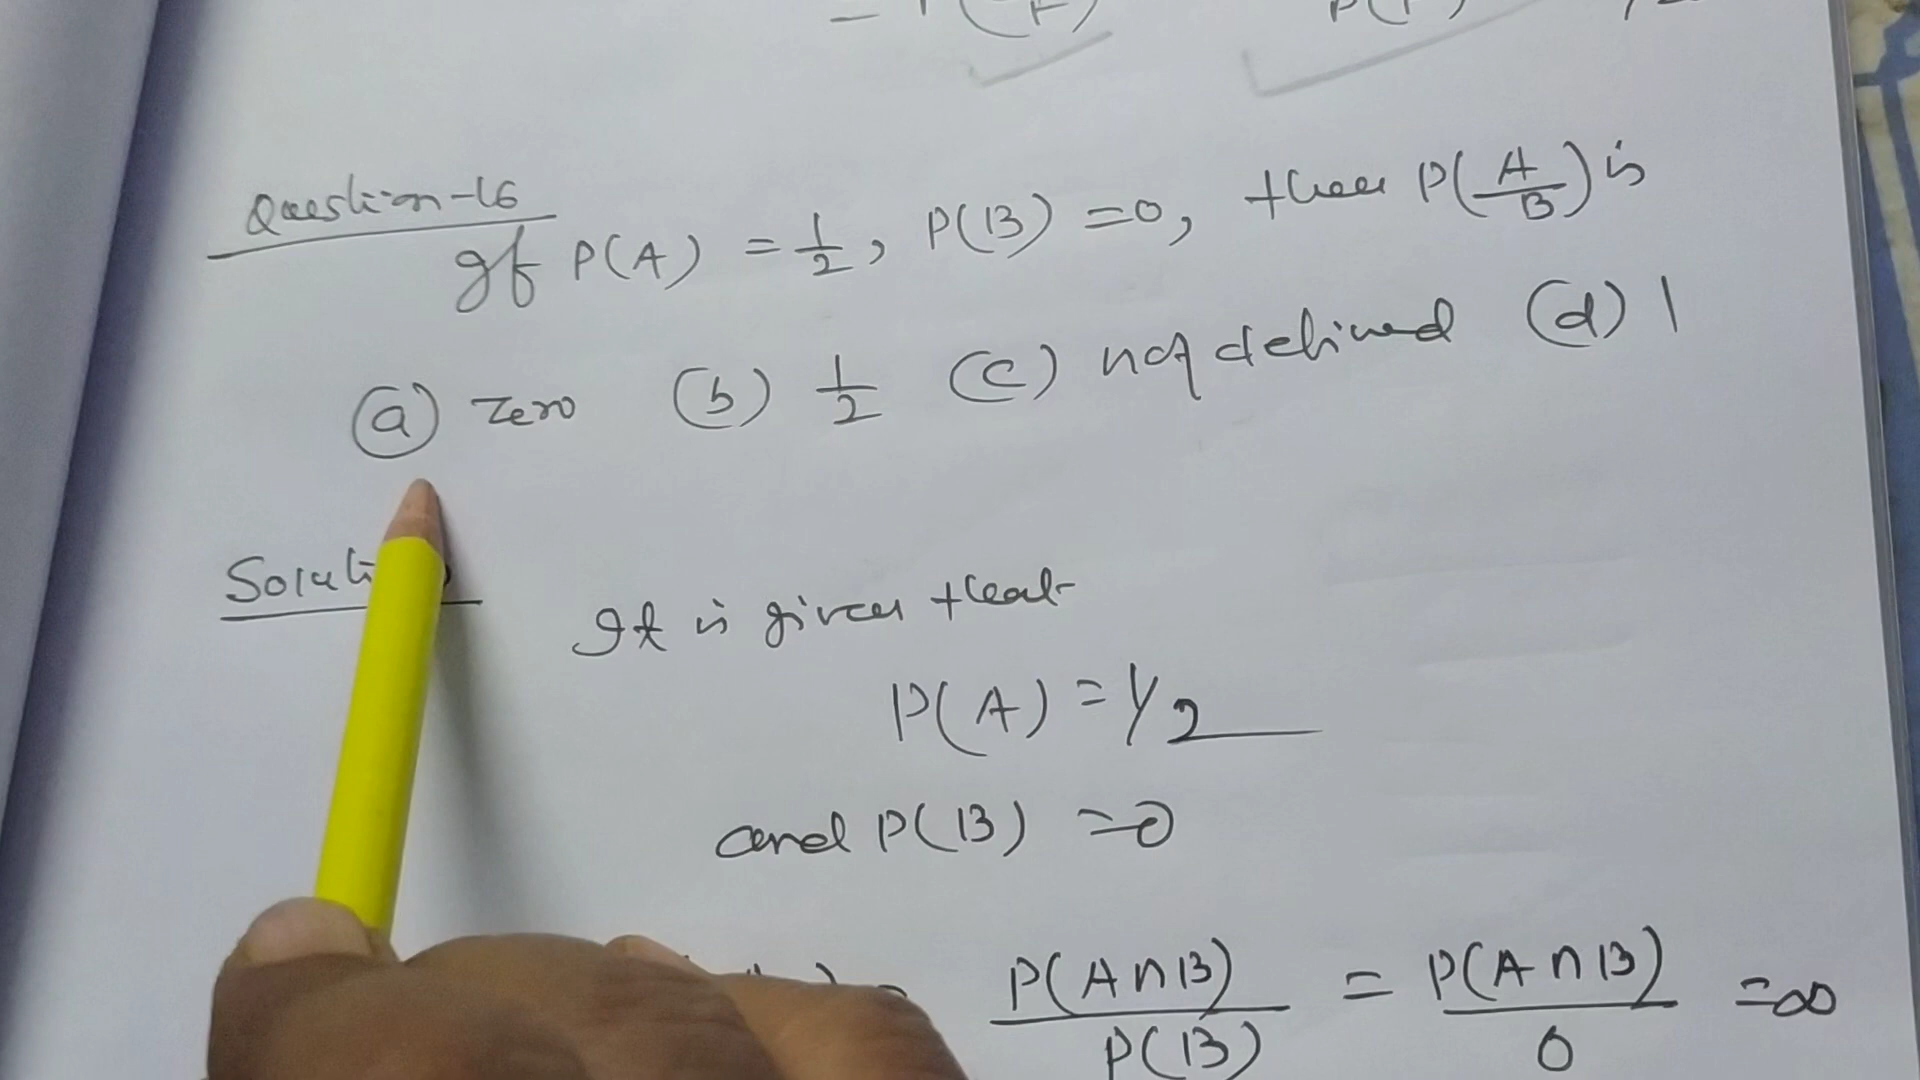 Question-16
If P(A) = 1/2, P(B) = 0, then P(A/B) is
(a) zero (b) 1/2 (c) not defined (d) 1
Solution
It is given that
P(A) = 1/2
and P(B) = 0
P(A∩B)/P(B) = P(A∩B)/0 = ∞